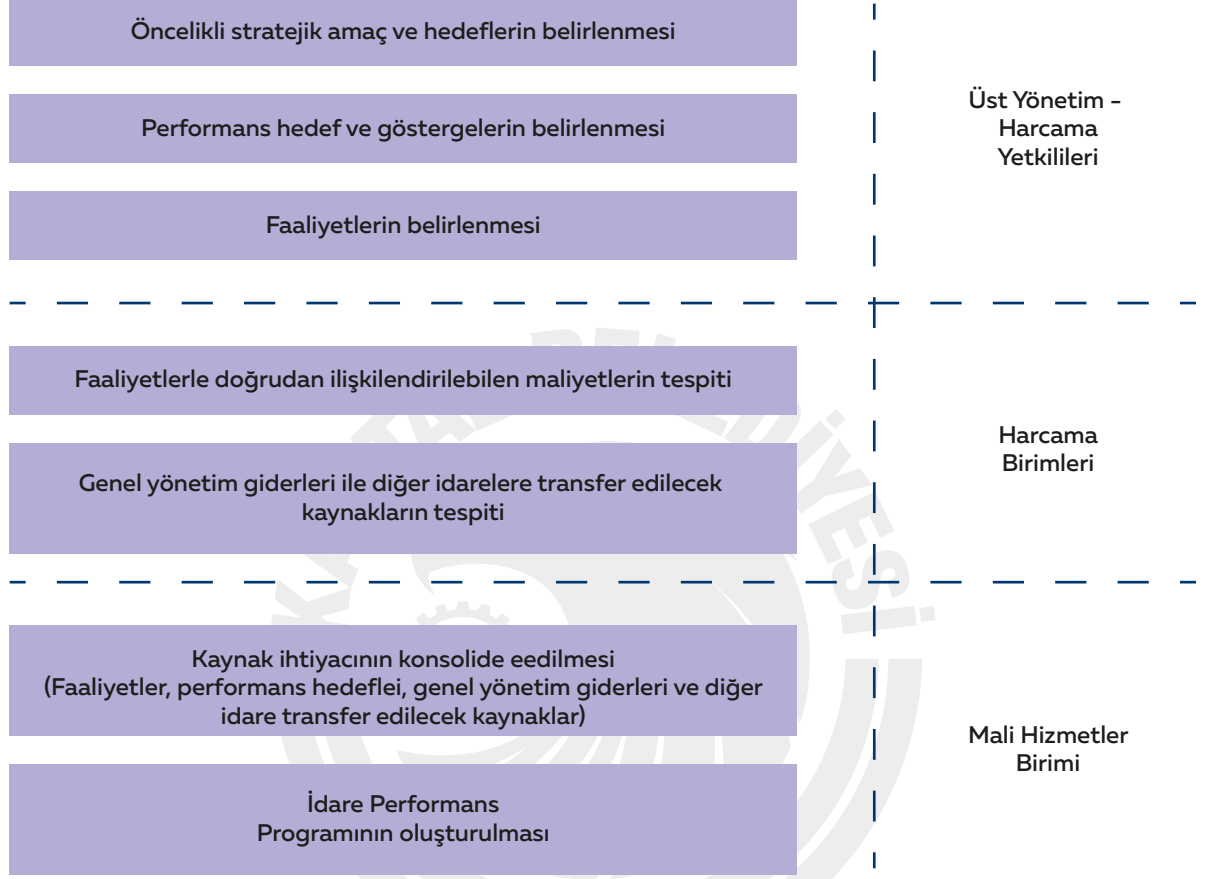 Öncelikli stratejik amaç ve hedeflerin belirlenmesi
Performans hedef ve göstergelerin belirlenmesi
Faaliyetlerin belirlenmesi
Üst Yönetim -
Harcama
Yetkilileri
Faaliyetlerle doğrudan ilişkilendirilebilen maliyetlerin tespiti
Genel yönetim giderleri ile diğer idarelere transfer edilecek
kaynakların tespiti
Harcama
Birimleri
Kaynak ihtiyacının konsolide eedilmesi
(Faaliyetler, performans hedeflei, genel yönetim giderleri ve diğer
idare transfer edilecek kaynaklar)
İdare Performans
Programının oluşturulması
Mali Hizmetler
Birimi